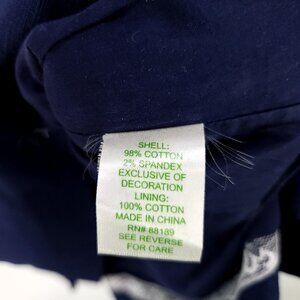 SHELL:
98% COTTON
2% SPANDEX
EXCLUSIVE OF
DECORATION
LINING:
100% COTTON
MADE IN CHINA
RN# 88189
SEE REVERSE
FOR CARE